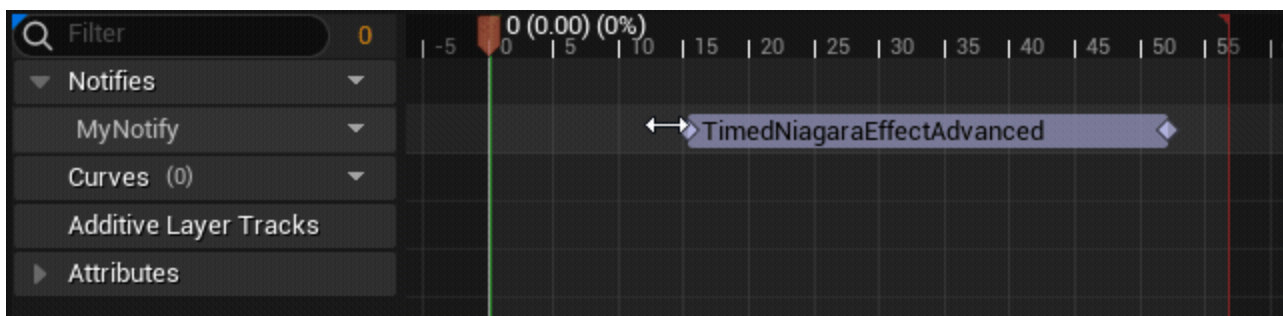 0 (0.00) (0%)
Filter 0 -5 0 5 10 15 20 25 30 35 40 45 50 55
Notifies
MyNotify TimedNiagaraEffectAdvanced
Curves (0)
Additive Layer Tracks
Attributes